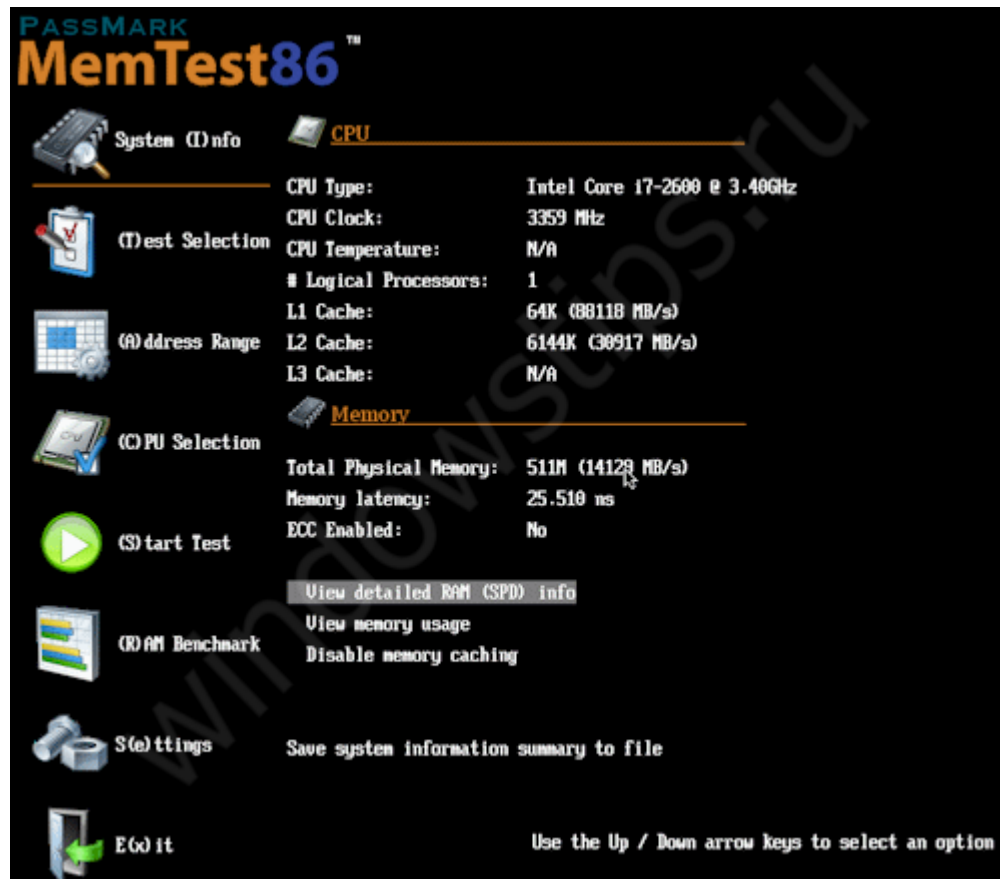 PASSMARK
MemTest86™
System (I)nfo
(T)est Selection
(A)ddress Range
(C)PU Selection
(S)tart Test
(R)AM Benchmark
S(e)ttings
E(x)it
CPU
CPU Type: Intel Core i7-2600 @ 3.40GHz
CPU Clock: 3359 MHz
CPU Temperature: N/A
# Logical Processors: 1
L1 Cache: 64K (88118 MB/s)
L2 Cache: 6144K (30917 MB/s)
L3 Cache: N/A
Memory
Total Physical Memory: 511M (14129 MB/s)
Memory latency: 25.510 ns
ECC Enabled: No
View detailed RAM (SPD) info
View memory usage
Disable memory caching
Save system information summary to file
Use the Up / Down arrow keys to select an option
windowstips.ru